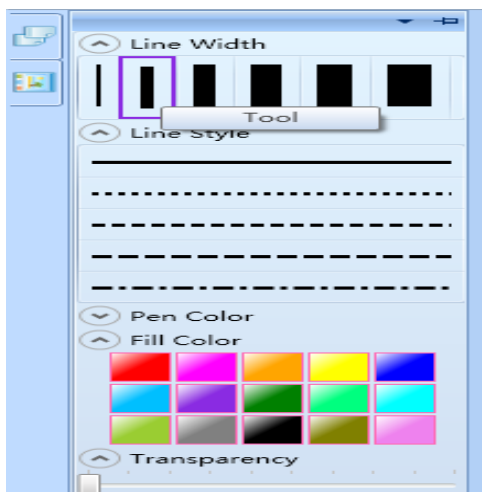 Line Width
Tool
Line Style
Pen Color
Fill Color
Transparency